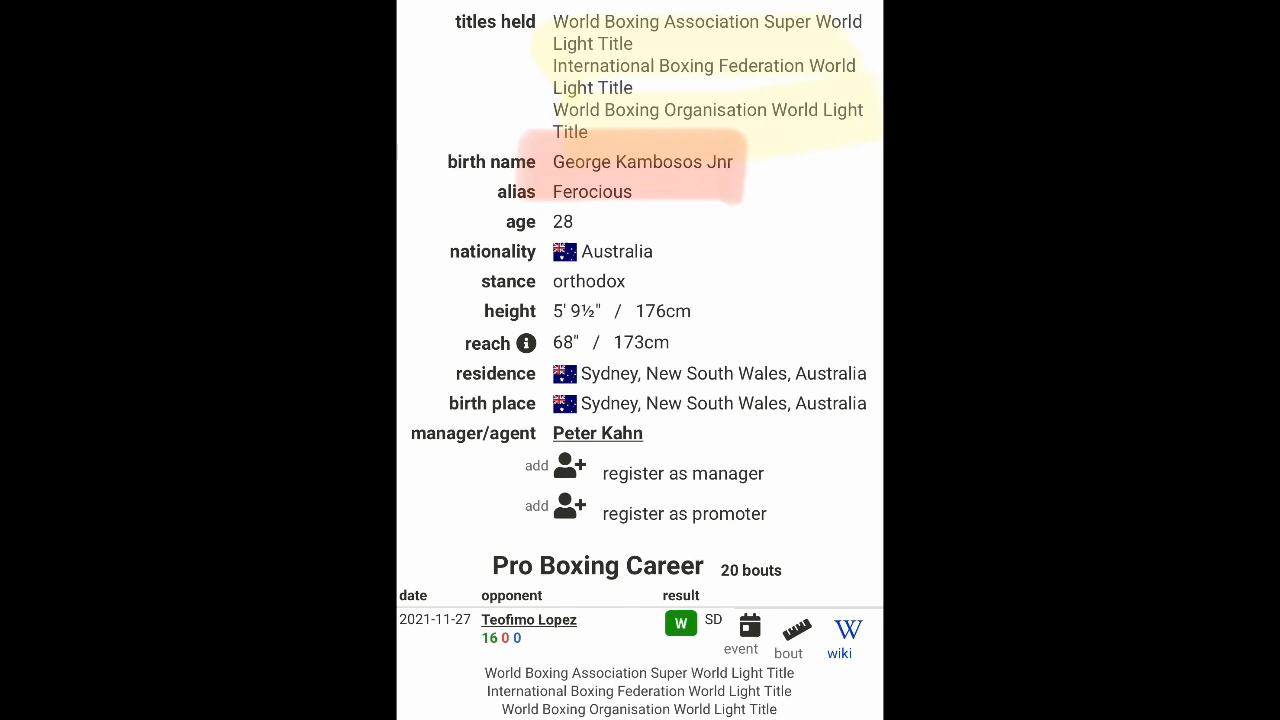 titles held World Boxing Association Super World
Light Title
International Boxing Federation World
Light Title
World Boxing Organisation World Light
Title
birth name George Kambosos Jnr
alias Ferocious
age 28
nationality Australia
stance orthodox
height 5' 9½" / 176cm
reach 68" / 173cm
residence Sydney, New South Wales, Australia
birth place Sydney, New South Wales, Australia
manager/agent Peter Kahn
add register as manager
add register as promoter
Pro Boxing Career 20 bouts
date opponent result
2021-11-27 Teofimo Lopez W SD W
16 0 0
event bout wiki
World Boxing Association Super World Light Title
International Boxing Federation World Light Title
World Boxing Organisation World Light Title